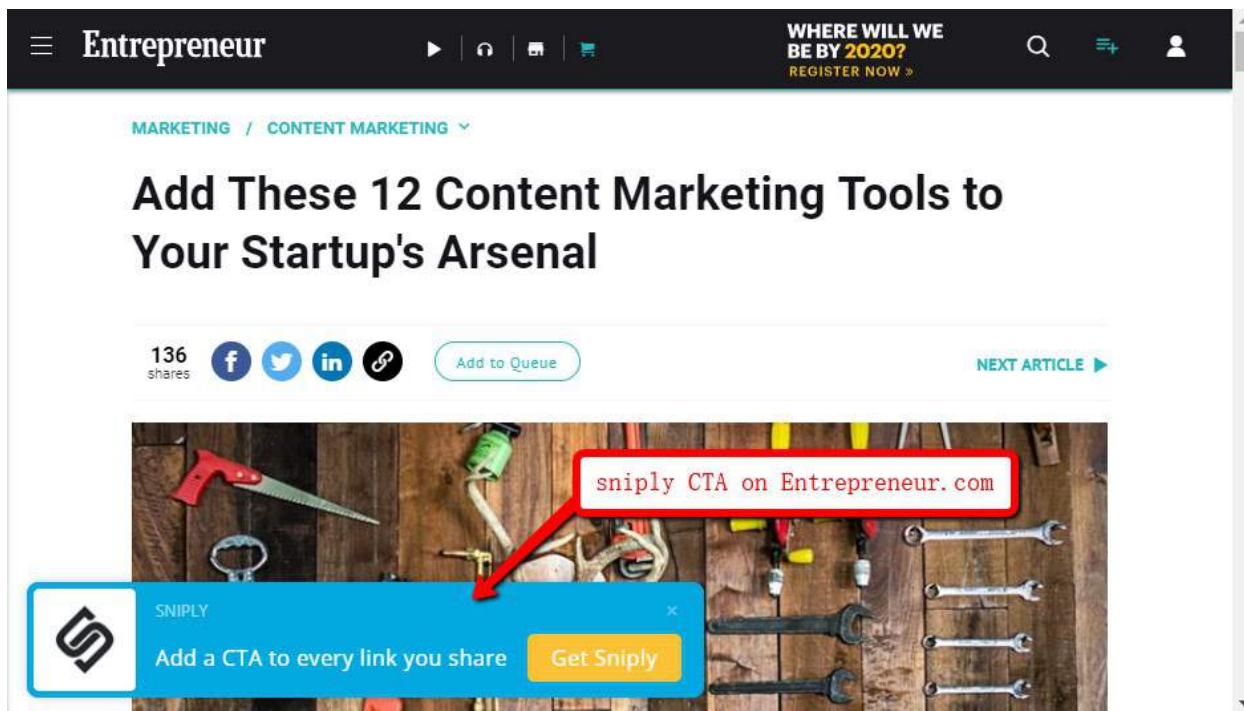 Entrepreneur
WHERE WILL WE
BE BY 2020?
REGISTER NOW »
MARKETING / CONTENT MARKETING
Add These 12 Content Marketing Tools to
Your Startup's Arsenal
136
shares
Add to Queue
NEXT ARTICLE
sniply CTA on Entrepreneur.com
SNIPLY
Add a CTA to every link you share
Get Sniply